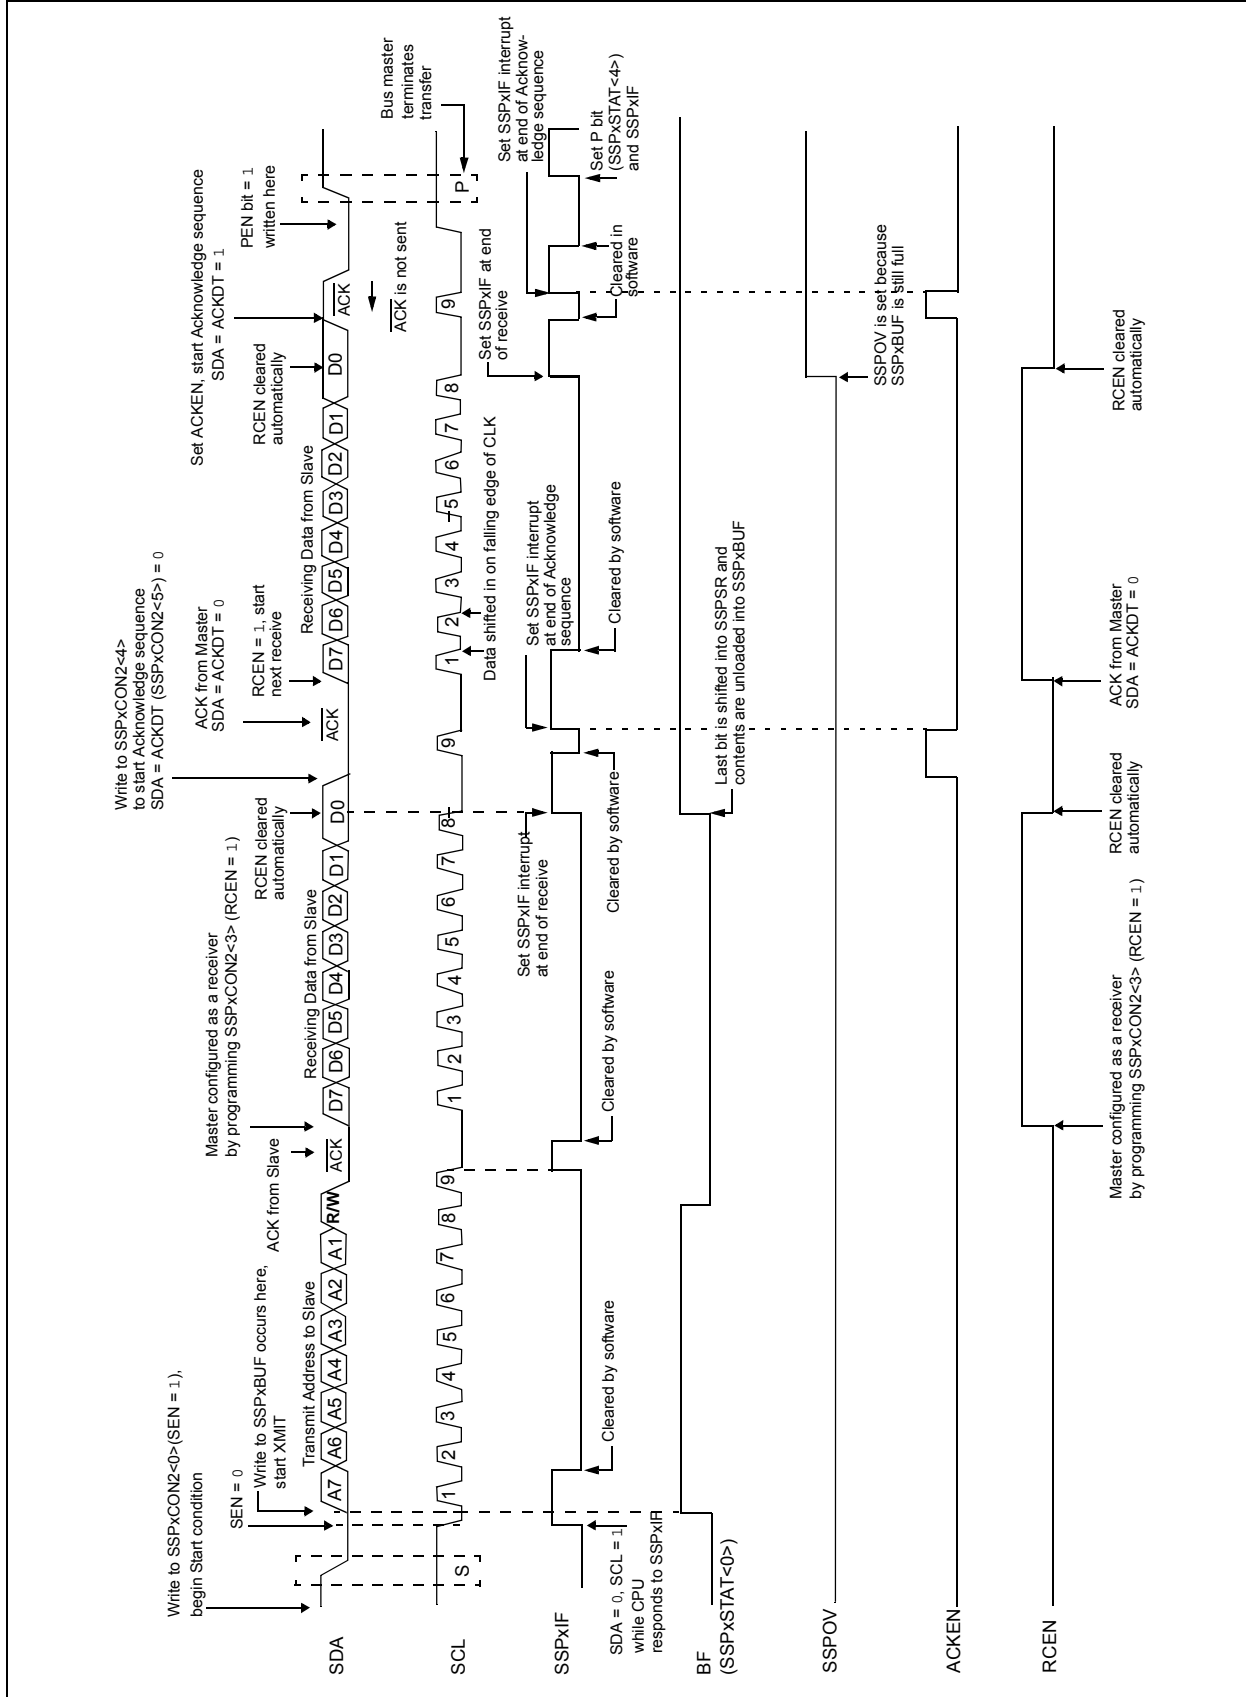 Write to SSPxCON2<0>(SEN = 1),
begin Start condition
SEN = 0
Write to SSPxBUF occurs here,
start XMIT
ACK from Slave
Master configured as a receiver
by programming SSPxCON2<3> (RCEN = 1)
RCEN cleared
automatically
Write to SSPxCON2<4>
to start Acknowledge sequence
SDA = ACKDT (SSPxCON2<5>) = 0
ACK from Master
SDA = ACKDT = 0
RCEN = 1, start
next receive
RCEN cleared
automatically
Set ACKEN, start Acknowledge sequence
SDA = ACKDT = 1
PEN bit = 1
written here
Transmit Address to Slave
Receiving Data from Slave
Receiving Data from Slave
SDA
A7 A6 A5 A4 A3 A2 A1 R/W ACK D7 D6 D5 D4 D3 D2 D1 D0 ACK D7 D6 D5 D4 D3 D2 D1 D0 ACK
ACK is not sent
Bus master
terminates
transfer
SCL
S 1 2 3 4 5 6 7 8 9 1 2 3 4 5 6 7 8 9 1 2 3 4 5 6 7 8 9 P
Data shifted in on falling edge of CLK
Set SSPxIF interrupt
at end of receive
Set SSPxIF interrupt
at end of Acknowledge
sequence
Set SSPxIF at end
of receive
Set SSPxIF interrupt
at end of Acknow-
ledge sequence
SSPxIF
SDA = 0, SCL = 1
while CPU
responds to SSPxIF
Cleared by software
Cleared by software
Cleared by software
Cleared by software
Cleared in
software
Set P bit
(SSPxSTAT<4>)
and SSPxIF
BF
(SSPxSTAT<0>)
Last bit is shifted into SSPSR and
contents are unloaded into SSPxBUF
SSPOV
SSPOV is set because
SSPxBUF is still full
ACKEN
RCEN
Master configured as a receiver
by programming SSPxCON2<3> (RCEN = 1)
RCEN cleared
automatically
ACK from Master
SDA = ACKDT = 0
RCEN cleared
automatically